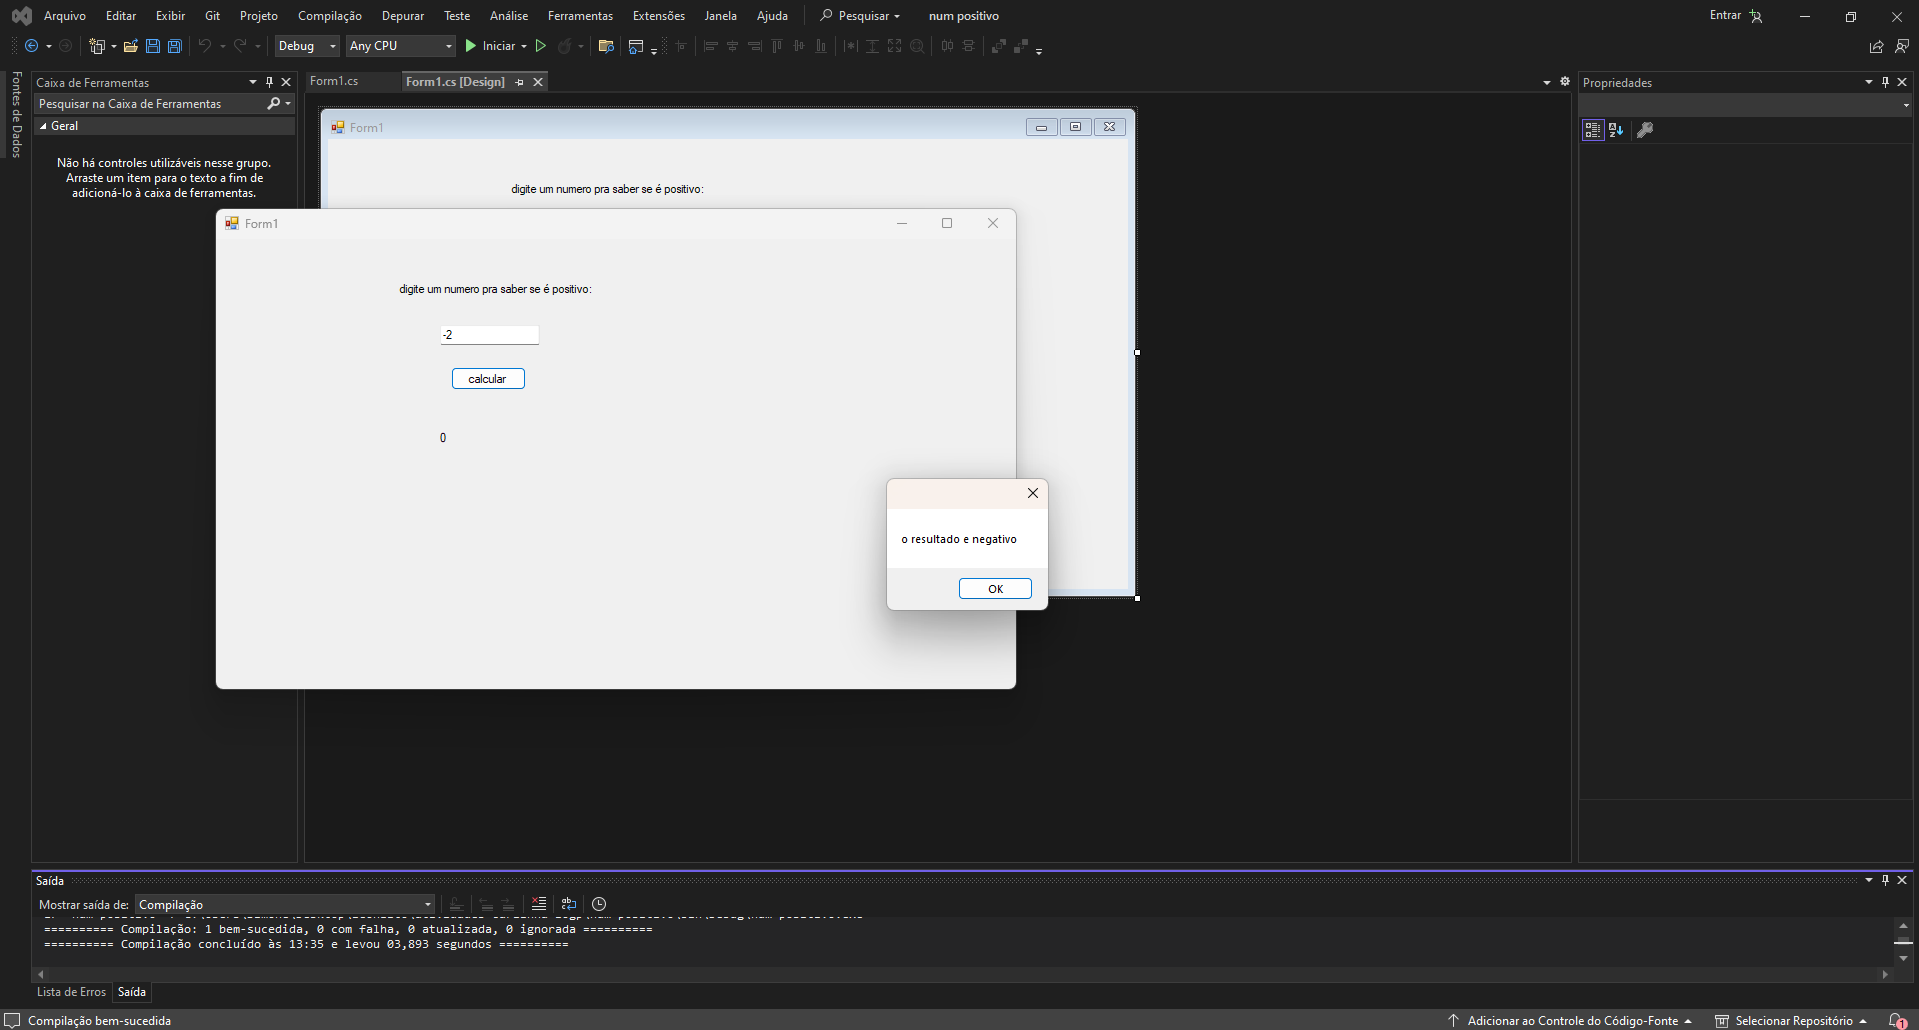 Arquivo Editar Exibir Git Projeto Compilação Depurar Teste Análise Ferramentas Extensões Janela Ajuda Pesquisar num positivo Entrar
Debug Any CPU Iniciar
Fontes de Dados
Caixa de Ferramentas
Pesquisar na Caixa de Ferramentas
Geral
Não há controles utilizáveis nesse grupo.
Arraste um item para o texto a fim de
adicioná-lo à caixa de ferramentas.
Form1.cs Form1.cs [Design]
Form1
digite um numero pra saber se é positivo:
Form1
digite um numero pra saber se é positivo:
-2
calcular
0
o resultado e negativo
OK
Propriedades
Saída
Mostrar saída de: Compilação
========== Compilação: 1 bem-sucedida, 0 com falha, 0 atualizada, 0 ignorada ==========
========== Compilação concluído às 13:35 e levou 03,893 segundos ==========
Lista de Erros Saída
Compilação bem-sucedida Adicionar ao Controle do Código-Fonte Selecionar Repositório 1